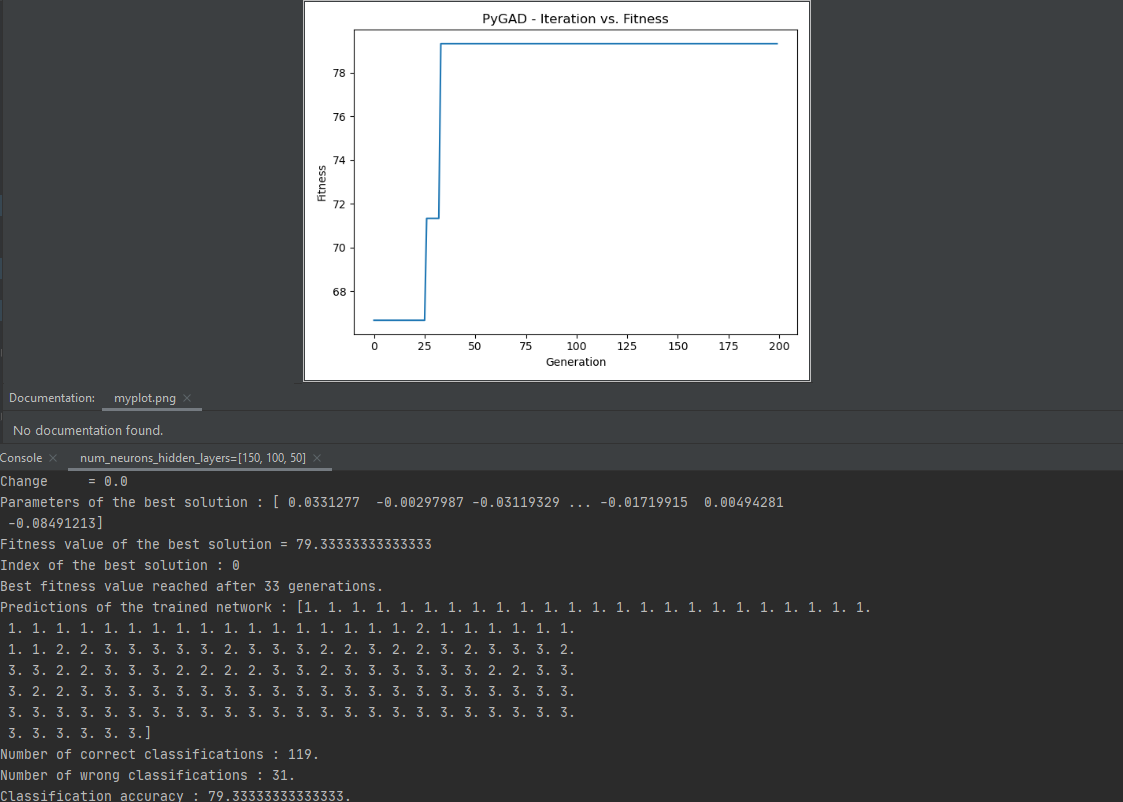 PyGAD - Iteration vs. Fitness
78
76
74
72
70
68
Fitness
0 25 50 75 100 125 150 175 200
Generation
Documentation: myplot.png
No documentation found.
Console num_neurons_hidden_layers=[150, 100, 50]
Change     = 0.0
Parameters of the best solution : [ 0.0331277  -0.00297987 -0.03119329 ... -0.01719915  0.00494281
-0.08491213]
Fitness value of the best solution = 79.33333333333333
Index of the best solution : 0
Best fitness value reached after 33 generations.
Predictions of the trained network : [1. 1. 1. 1. 1. 1. 1. 1. 1. 1. 1. 1. 1. 1. 1. 1. 1. 1. 1. 1. 1. 1. 1. 1.
1. 1. 1. 1. 1. 1. 1. 1. 1. 1. 1. 1. 1. 1. 1. 1. 1. 2. 1. 1. 1. 1. 1. 1.
1. 1. 2. 2. 3. 3. 3. 3. 3. 2. 3. 3. 3. 2. 2. 3. 2. 2. 3. 2. 3. 3. 3. 2.
3. 3. 2. 2. 3. 3. 3. 2. 2. 2. 2. 3. 3. 2. 3. 3. 3. 3. 3. 3. 2. 2. 3. 3.
3. 2. 2. 3. 3. 3. 3. 3. 3. 3. 3. 3. 3. 3. 3. 3. 3. 3. 3. 3. 3. 3. 3. 3.
3. 3. 3. 3. 3. 3. 3. 3. 3. 3. 3. 3. 3. 3. 3. 3. 3. 3. 3. 3. 3. 3. 3. 3.
3. 3. 3. 3. 3. 3.]
Number of correct classifications : 119.
Number of wrong classifications : 31.
Classification accuracy : 79.33333333333333.